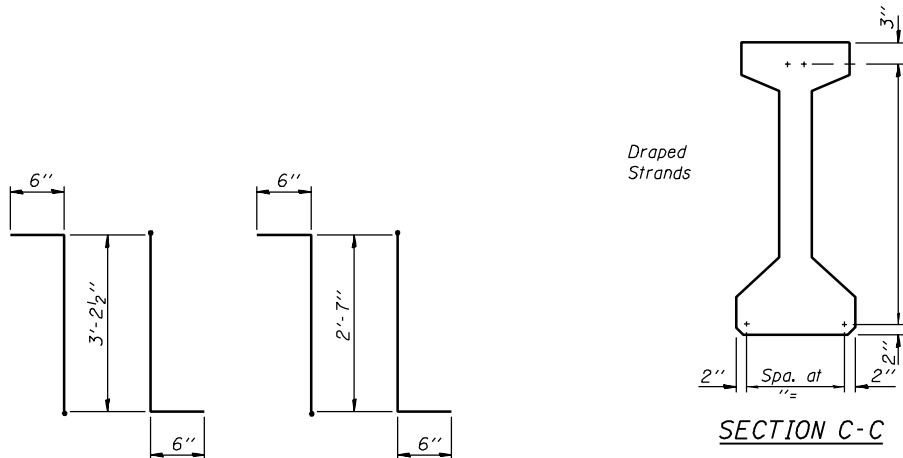 3"
Draped
Strands
6"
6"
3'-2½"
2'-7"
2"
2"
Spa. at
"=
2"
SECTION C-C
6"
6"